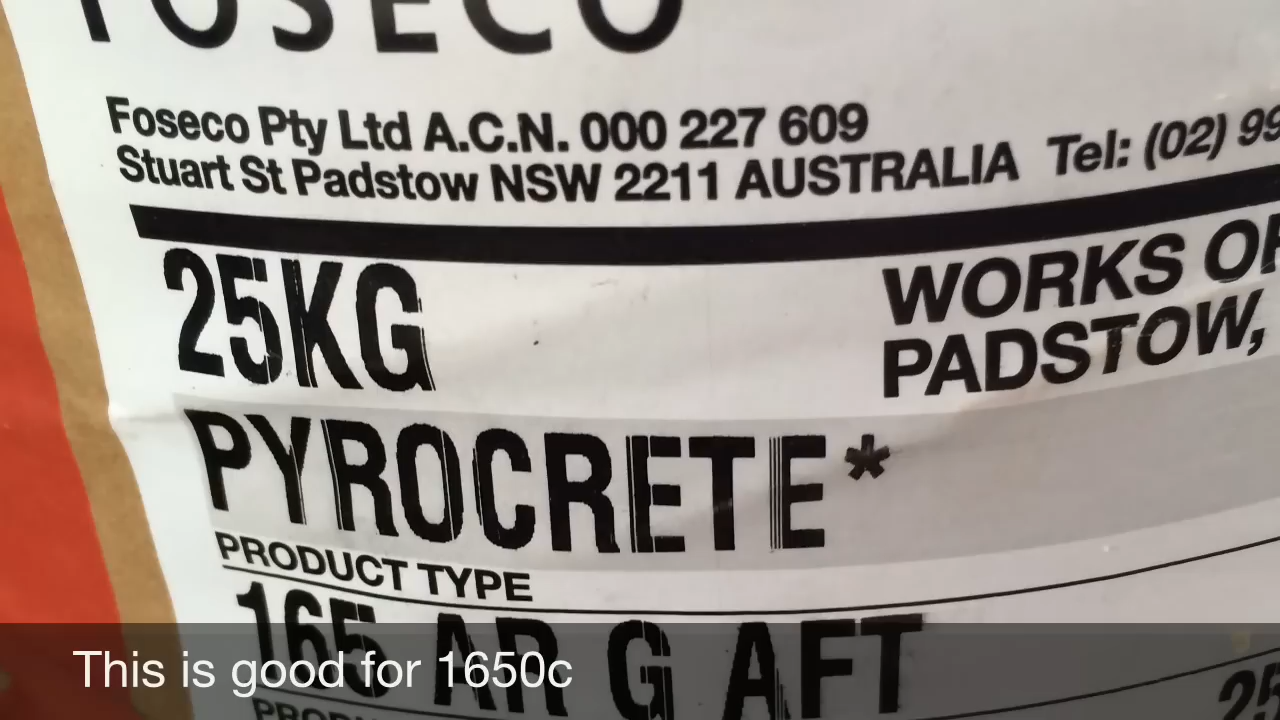 FOSECO
Foseco Pty Ltd A.C.N. 000 227 609
Stuart St Padstow NSW 2211 AUSTRALIA Tel: (02) 99
25KG
WORKS OF
PADSTOW,
PYROCRETE*
PRODUCT TYPE
165 AR G AFT
This is good for 1650c
25